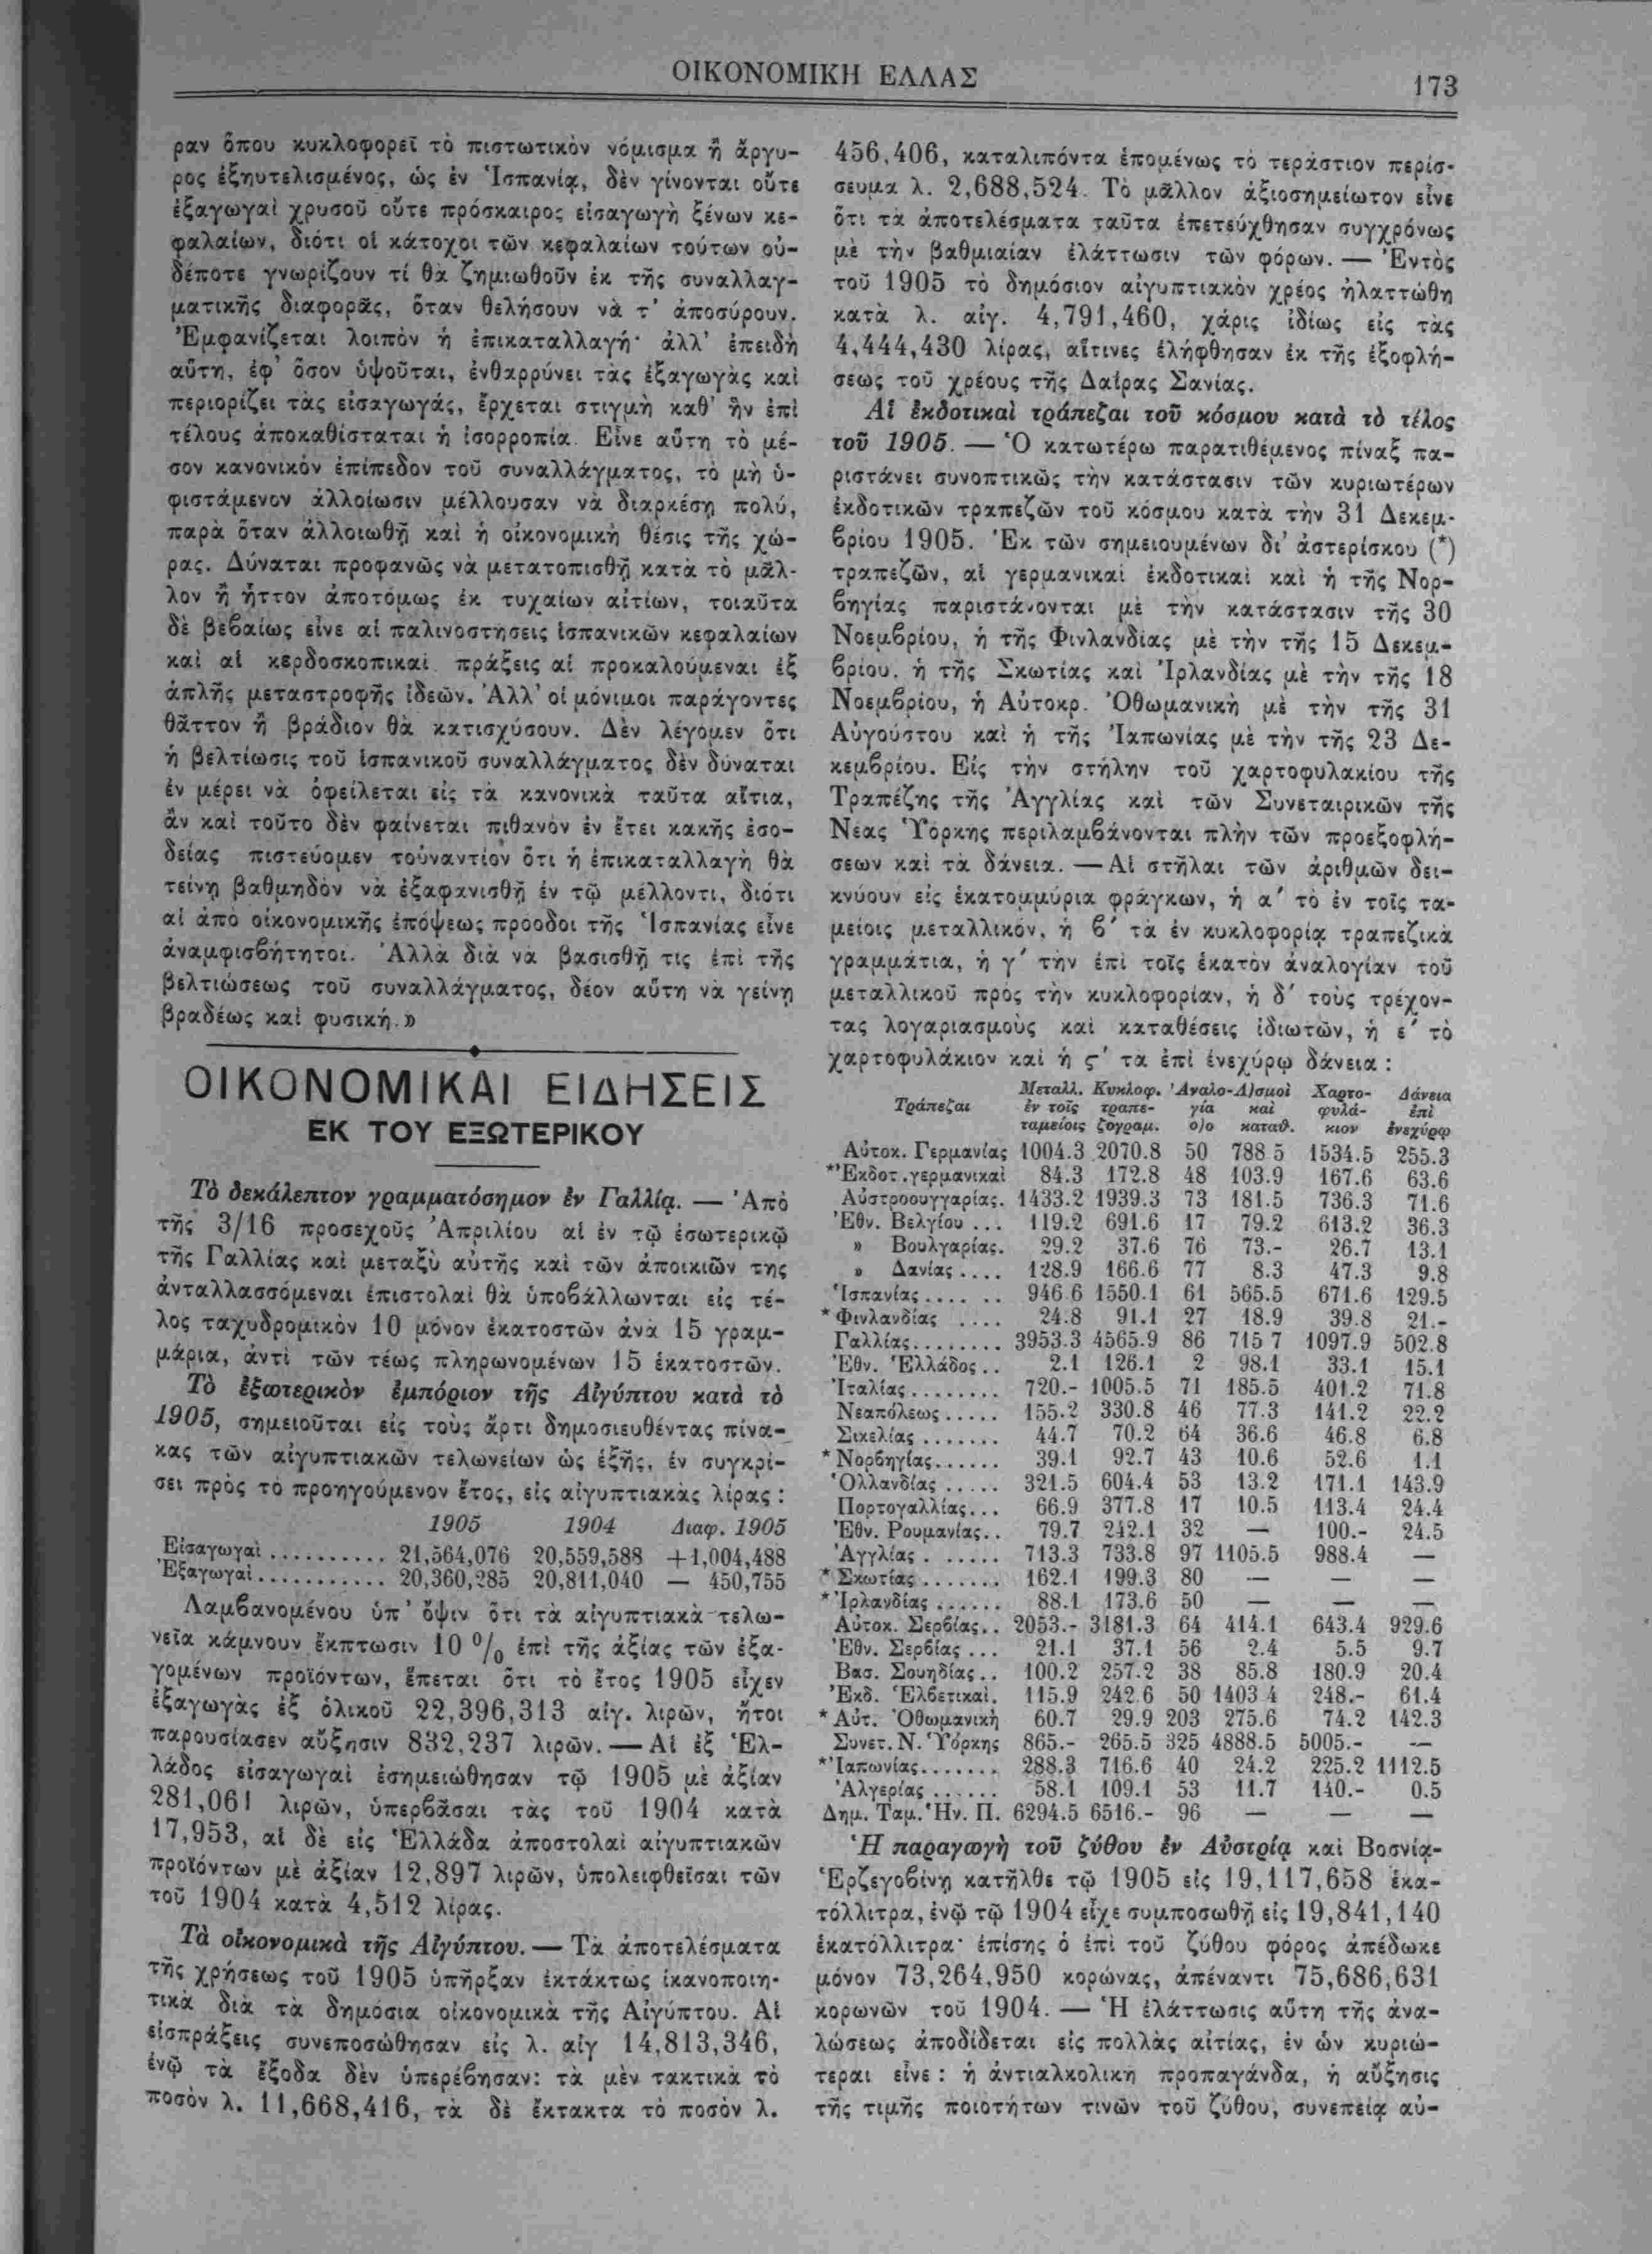 ΟΙΚΟΝΟΜΙΚΗ ΕΛΛΑΣ
173
ραν ὅπου κυκλοφορεῖ τὸ πιστωτικὸν νόμισμα ἢ ἄργυ-
ρος ἐξηυτελισμένος, ὡς ἐν Ἱσπανίᾳ, δὲν γίνονται οὔτε
ἐξαγωγαὶ χρυσοῦ οὔτε πρόσκαιρος εἰσαγωγὴ ξένων κε-
φαλαίων, διότι οἱ κάτοχοι τῶν κεφαλαίων τούτων οὐ-
δέποτε γνωρίζουν τί θὰ ζημιωθοῦν ἐκ τῆς συναλλαγ-
ματικῆς διαφορᾶς, ὅταν θελήσουν νὰ τ' ἀποσύρουν.
Ἐμφανίζεται λοιπὸν ἡ ἐπικαταλλαγή· ἀλλ' ἐπειδὴ
αὕτη, ἐφ' ὅσον ὑψοῦται, ἐνθαρρύνει τὰς ἐξαγωγὰς καὶ
περιορίζει τὰς εἰσαγωγάς, ἔρχεται στιγμὴ καθ' ἣν ἐπὶ
τέλους ἀποκαθίσταται ἡ ἰσορροπία. Εἶνε αὕτη τὸ μέ-
σον κανονικὸν ἐπίπεδον τοῦ συναλλάγματος, τὸ μὴ ὑ-
φιστάμενον ἀλλοίωσιν μέλλουσαν νὰ διαρκέσῃ πολύ,
παρὰ ὅταν ἀλλοιωθῇ καὶ ἡ οἰκονομικὴ θέσις τῆς χώ-
ρας. Δύναται προφανῶς νὰ μετατοπισθῇ κατὰ τὸ μᾶλ-
λον ἢ ἧττον ἀποτόμως ἐκ τυχαίων αἰτίων, τοιαῦτα
δὲ βεβαίως εἶνε αἱ παλινοστήσεις ἱσπανικῶν κεφαλαίων
καὶ αἱ κερδοσκοπικαὶ πράξεις αἱ προκαλούμεναι ἐξ
ἁπλῆς μεταστροφῆς ἰδεῶν. Ἀλλ' οἱ μόνιμοι παράγοντες
θᾶττον ἢ βράδιον θὰ κατισχύσουν. Δὲν λέγομεν ὅτι
ἡ βελτίωσις τοῦ ἱσπανικοῦ συναλλάγματος δὲν δύναται
ἐν μέρει νὰ ὀφείλεται εἰς τὰ κανονικὰ ταῦτα αἴτια,
ἂν καὶ τοῦτο δὲν φαίνεται πιθανὸν ἐν ἔτει κακῆς ἐσο-
δείας πιστεύομεν τοὐναντίον ὅτι ἡ ἐπικαταλλαγὴ θὰ
τείνῃ βαθμηδὸν νὰ ἐξαφανισθῇ ἐν τῷ μέλλοντι, διότι
αἱ ἀπὸ οἰκονομικῆς ἐπόψεως πρόοδοι τῆς Ἱσπανίας εἶνε
ἀναμφισβήτητοι. Ἀλλὰ διὰ νὰ βασισθῇ τις ἐπὶ τῆς
βελτιώσεως τοῦ συναλλάγματος, δέον αὕτη νὰ γείνῃ
βραδέως καὶ φυσική.»
ΟΙΚΟΝΟΜΙΚΑΙ ΕΙΔΗΣΕΙΣ
ΕΚ ΤΟΥ ΕΞΩΤΕΡΙΚΟΥ
Τὸ δεκάλεπτον γραμματόσημον ἐν Γαλλίᾳ. — Ἀπὸ
τῆς 3/16 προσεχοῦς Ἀπριλίου αἱ ἐν τῷ ἐσωτερικῷ
τῆς Γαλλίας καὶ μεταξὺ αὐτῆς καὶ τῶν ἀποικιῶν της
ἀνταλλασσόμεναι ἐπιστολαὶ θὰ ὑποβάλλωνται εἰς τέ-
λος ταχυδρομικὸν 10 μόνον ἑκατοστῶν ἀνὰ 15 γραμ-
μάρια, ἀντὶ τῶν τέως πληρωνομένων 15 ἑκατοστῶν.
Τὸ ἐξωτερικὸν ἐμπόριον τῆς Αἰγύπτου κατὰ τὸ
1905, σημειοῦται εἰς τοὺς ἄρτι δημοσιευθέντας πίνα-
κας τῶν αἰγυπτιακῶν τελωνείων ὡς ἑξῆς, ἐν συγκρί-
σει πρὸς τὸ προηγούμενον ἔτος, εἰς αἰγυπτιακὰς λίρας :
1905 1904 Διαφ. 1905
Εἰσαγωγαὶ .......... 21,564,076 20,559,588 +1,004,488
Ἐξαγωγαὶ........... 20,360,285 20,811,040 — 450,755
Λαμβανομένου ὑπ' ὄψιν ὅτι τὰ αἰγυπτιακὰ τελω-
νεῖα κάμνουν ἔκπτωσιν 10 % ἐπὶ τῆς ἀξίας τῶν ἐξα-
γομένων προϊόντων, ἕπεται ὅτι τὸ ἔτος 1905 εἶχεν
ἐξαγωγὰς ἐξ ὁλικοῦ 22,396,313 αἰγ. λιρῶν, ἤτοι
παρουσίασεν αὔξησιν 832,237 λιρῶν. — Αἱ ἐξ Ἑλ-
λάδος εἰσαγωγαὶ ἐσημειώθησαν τῷ 1905 μὲ ἀξίαν
281,061 λιρῶν, ὑπερβᾶσαι τὰς τοῦ 1904 κατὰ
17,953, αἱ δὲ εἰς Ἑλλάδα ἀποστολαὶ αἰγυπτιακῶν
προϊόντων μὲ ἀξίαν 12,897 λιρῶν, ὑπολειφθεῖσαι τῶν
τοῦ 1904 κατὰ 4,512 λίρας.
Τὰ οἰκονομικὰ τῆς Αἰγύπτου. — Τὰ ἀποτελέσματα
τῆς χρήσεως τοῦ 1905 ὑπῆρξαν ἐκτάκτως ἱκανοποιη-
τικὰ διὰ τὰ δημόσια οἰκονομικὰ τῆς Αἰγύπτου. Αἱ
εἰσπράξεις συνεποσώθησαν εἰς λ. αἰγ 14,813,346,
ἐνῷ τὰ ἔξοδα δὲν ὑπερέβησαν: τὰ μὲν τακτικὰ τὸ
ποσὸν λ. 11,668,416, τὰ δὲ ἔκτακτα τὸ ποσὸν λ.
456,406, καταλιπόντα ἑπομένως τὸ τεράστιον περίσ-
σευμα λ. 2,688,524. Τὸ μᾶλλον ἀξιοσημείωτον εἶνε
ὅτι τὰ ἀποτελέσματα ταῦτα ἐπετεύχθησαν συγχρόνως
μὲ τὴν βαθμιαίαν ἐλάττωσιν τῶν φόρων. — Ἐντὸς
τοῦ 1905 τὸ δημόσιον αἰγυπτιακὸν χρέος ἠλαττώθη
κατὰ λ. αἰγ. 4,791,460, χάρις ἰδίως εἰς τὰς
4,444,430 λίρας, αἵτινες ἐλήφθησαν ἐκ τῆς ἐξοφλή-
σεως τοῦ χρέους τῆς Δαΐρας Σανίας.
Αἱ ἐκδοτικαὶ τράπεζαι τοῦ κόσμου κατὰ τὸ τέλος
τοῦ 1905. — Ὁ κατωτέρω παρατιθέμενος πίναξ πα-
ριστάνει συνοπτικῶς τὴν κατάστασιν τῶν κυριωτέρων
ἐκδοτικῶν τραπεζῶν τοῦ κόσμου κατὰ τὴν 31 Δεκεμ-
βρίου 1905. Ἐκ τῶν σημειουμένων δι' ἀστερίσκου (*)
τραπεζῶν, αἱ γερμανικαὶ ἐκδοτικαὶ καὶ ἡ τῆς Νορ-
βηγίας παριστάνονται μὲ τὴν κατάστασιν τῆς 30
Νοεμβρίου, ἡ τῆς Φινλανδίας μὲ τὴν τῆς 15 Δεκεμ-
βρίου, ἡ τῆς Σκωτίας καὶ Ἰρλανδίας μὲ τὴν τῆς 18
Νοεμβρίου, ἡ Αὐτοκρ. Ὀθωμανικὴ μὲ τὴν τῆς 31
Αὐγούστου καὶ ἡ τῆς Ἰαπωνίας μὲ τὴν τῆς 23 Δε-
κεμβρίου. Εἰς τὴν στήλην τοῦ χαρτοφυλακίου τῆς
Τραπέζης τῆς Ἀγγλίας καὶ τῶν Συνεταιρικῶν τῆς
Νέας Ὑόρκης περιλαμβάνονται πλὴν τῶν προεξοφλή-
σεων καὶ τὰ δάνεια. — Αἱ στῆλαι τῶν ἀριθμῶν δει-
κνύουν εἰς ἑκατομμύρια φράγκων, ἡ α' τὸ ἐν τοῖς τα-
μείοις μεταλλικόν, ἡ β' τὰ ἐν κυκλοφορίᾳ τραπεζικὰ
γραμμάτια, ἡ γ' τὴν ἐπὶ τοῖς ἑκατὸν ἀναλογίαν τοῦ
μεταλλικοῦ πρὸς τὴν κυκλοφορίαν, ἡ δ' τοὺς τρέχον-
τας λογαριασμοὺς καὶ καταθέσεις ἰδιωτῶν, ἡ ε' τὸ
χαρτοφυλάκιον καὶ ἡ ς' τὰ ἐπὶ ἐνεχύρῳ δάνεια :
Μεταλλ. Κυκλοφ. Ἀναλο- Λ)σμοὶ Χαρτο- Δάνεια
Τράπεζαι ἐν τοῖς τραπε- γία καὶ φυλά- ἐπὶ
ταμείοις ζογραμ. ο)ο καταθ. κιον ἐνεχύρῳ
Αὐτοκ. Γερμανίας 1004.3 2070.8 50 788 5 1534.5 255.3
*Ἐκδοτ. γερμανικαὶ 84.3 172.8 48 103.9 167.6 63.6
Αὐστροουγγαρίας. 1433.2 1939.3 73 181.5 736.3 71.6
Ἐθν. Βελγίου ... 119.2 691.6 17 79.2 613.2 36.3
» Βουλγαρίας. 29.2 37.6 76 73.- 26.7 13.1
» Δανίας .... 128.9 166.6 77 8.3 47.3 9.8
Ἱσπανίας .... .. 946 6 1550.1 61 565.5 671.6 129.5
*Φινλανδίας .... 24.8 91.1 27 18.9 39.8 21.-
Γαλλίας........ 3953.3 4565.9 86 715 7 1097.9 502.8
Ἐθν. Ἑλλάδος.. 2.1 126.1 2 98.1 33.1 15.1
Ἰταλίας........ 720.- 1005.5 71 185.5 401.2 71.8
Νεαπόλεως..... 155.2 330.8 46 77.3 141.2 22.2
Σικελίας ....... 44.7 70.2 64 36.6 46.8 6.8
*Νορβηγίας...... 39.1 92.7 43 10.6 52.6 1.1
Ὁλλανδίας ..... 321.5 604.4 53 13.2 171.1 143.9
Πορτογαλλίας... 66.9 377.8 17 10.5 113.4 24.4
Ἐθν. Ρουμανίας.. 79.7 242.1 32 — 100.- 24.5
Ἀγγλίας. ...... 713.3 733.8 97 1105.5 988.4 —
*Σκωτίας ....... 162.1 199.3 80 — — —
*Ἰρλανδίας ...... 88.1 173.6 50 — — —
Αὐτοκ. Σερβίας.. 2053.- 3181.3 64 414.1 643.4 929.6
Ἐθν. Σερβίας ... 21.1 37.1 56 2.4 5.5 9.7
Βασ. Σουηδίας.. 100.2 257.2 38 85.8 180.9 20.4
Ἐκδ. Ἑλβετικαί. 115.9 242.6 50 1403 4 248.- 61.4
*Αὐτ. Ὀθωμανικὴ 60.7 29.9 203 275.6 74.2 142.3
Συνετ. Ν. Ὑόρκης 865.- 265.5 325 4888.5 5005.- —
*Ἰαπωνίας....... 288.3 716.6 40 24.2 225.2 1112.5
Ἀλγερίας ...... 58.1 109.1 53 11.7 140.- 0.5
Δημ. Ταμ. Ἡν. Π. 6294.5 6516.- 96 — — —
Ἡ παραγωγὴ τοῦ ζύθου ἐν Αὐστρίᾳ καὶ Βοσνίᾳ-
Ἑρζεγοβίνῃ κατῆλθε τῷ 1905 εἰς 19,117,658 ἑκα-
τόλλιτρα, ἐνῷ τῷ 1904 εἶχε συμποσωθῆ εἰς 19,841,140
ἑκατόλλιτρα· ἐπίσης ὁ ἐπὶ τοῦ ζύθου φόρος ἀπέδωκε
μόνον 73,264,950 κορώνας, ἀπέναντι 75,686,631
κορωνῶν τοῦ 1904. — Ἡ ἐλάττωσις αὕτη τῆς ἀνα-
λώσεως ἀποδίδεται εἰς πολλὰς αἰτίας, ἐν ὧν κυριώ-
τεραι εἶνε : ἡ ἀντιαλκολικὴ προπαγάνδα, ἡ αὔξησις
τῆς τιμῆς ποιοτήτων τινῶν τοῦ ζύθου, συνεπείᾳ αὐ-